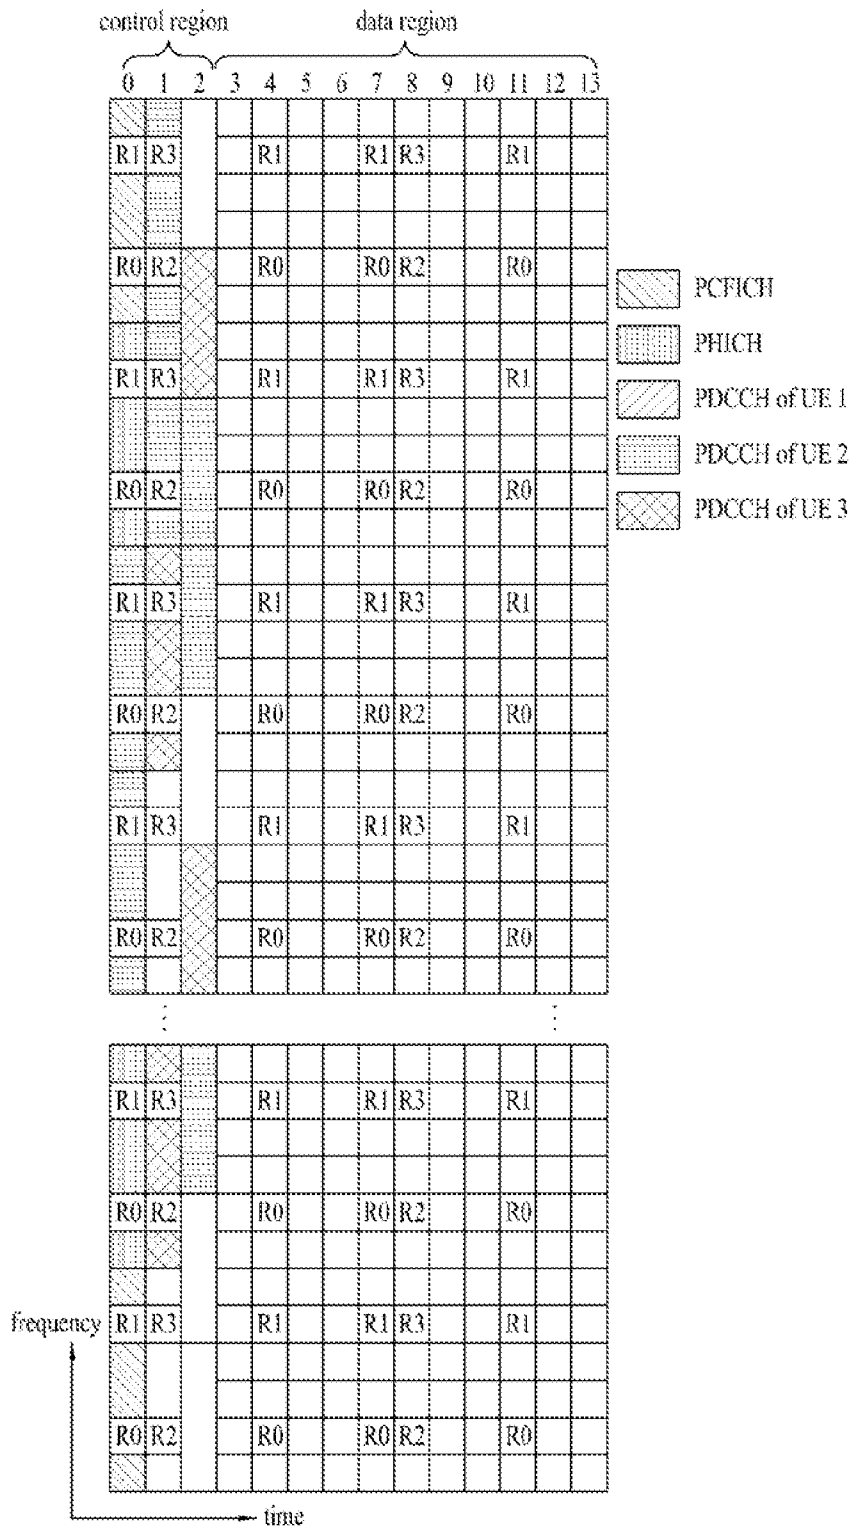 control region data region
0 1 2 3 4 5 6 7 8 9 10 11 12 13
R1 R3 R1 R1 R3 R1
R0 R2 R0 R0 R2 R0
PCFICH
PHICH
R1 R3 R1 R1 R3 R1
PDCCH of UE 1
PDCCH of UE 2
R0 R2 R0 R0 R2 R0
PDCCH of UE 3
R1 R3 R1 R1 R3 R1
R0 R2 R0 R0 R2 R0
R1 R3 R1 R1 R3 R1
R0 R2 R0 R0 R2 R0
R1 R3 R1 R1 R3 R1
R0 R2 R0 R0 R2 R0
frequency R1 R3 R1 R1 R3 R1
R0 R2 R0 R0 R2 R0
time